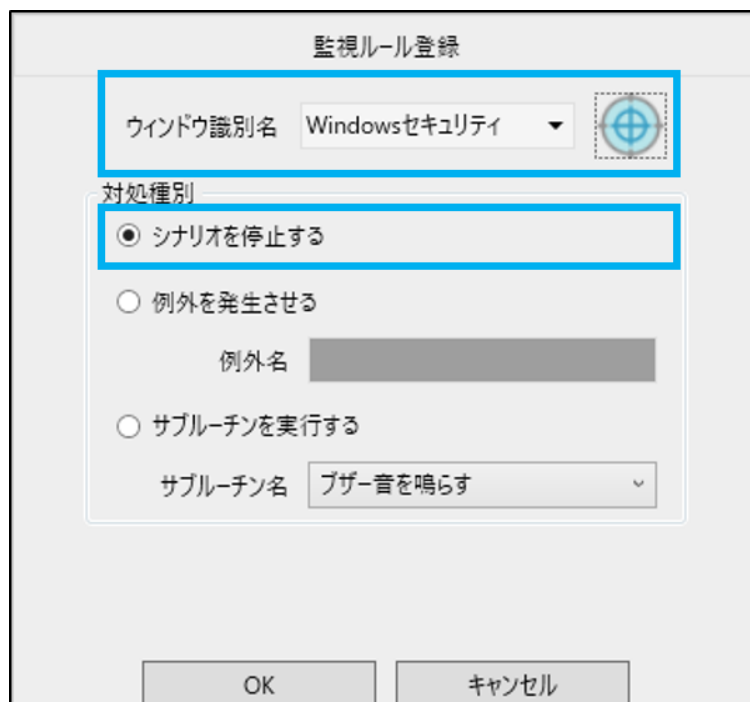 監視ルール登録
ウィンドウ識別名 Windowsセキュリティ
対処種別
シナリオを停止する
例外を発生させる
例外名
サブルーチンを実行する
サブルーチン名 ブザー音を鳴らす
OK キャンセル